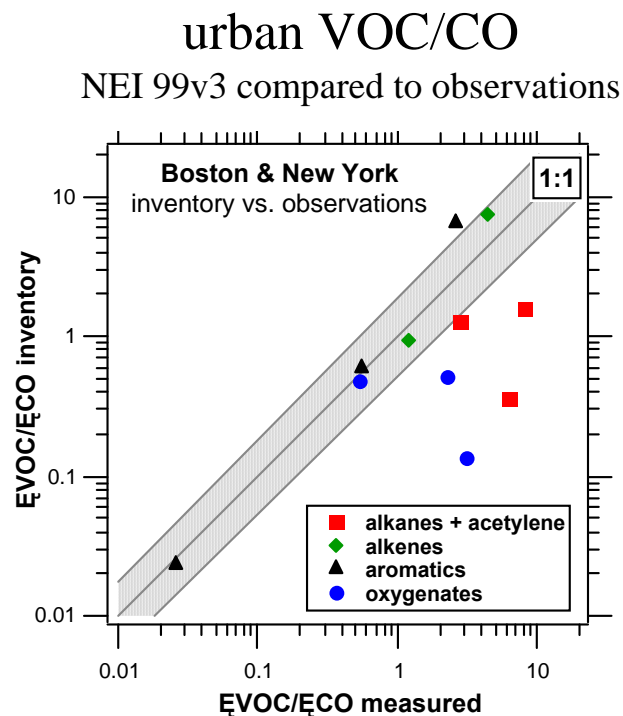 urban VOC/CO
NEI 99v3 compared to observations
Boston & New York
inventory vs. observations
1:1
10
1
0.1
0.01
ĘVOC/ĘCO inventory
alkanes + acetylene
alkenes
aromatics
oxygenates
0.01 0.1 1 10
ĘVOC/ĘCO measured